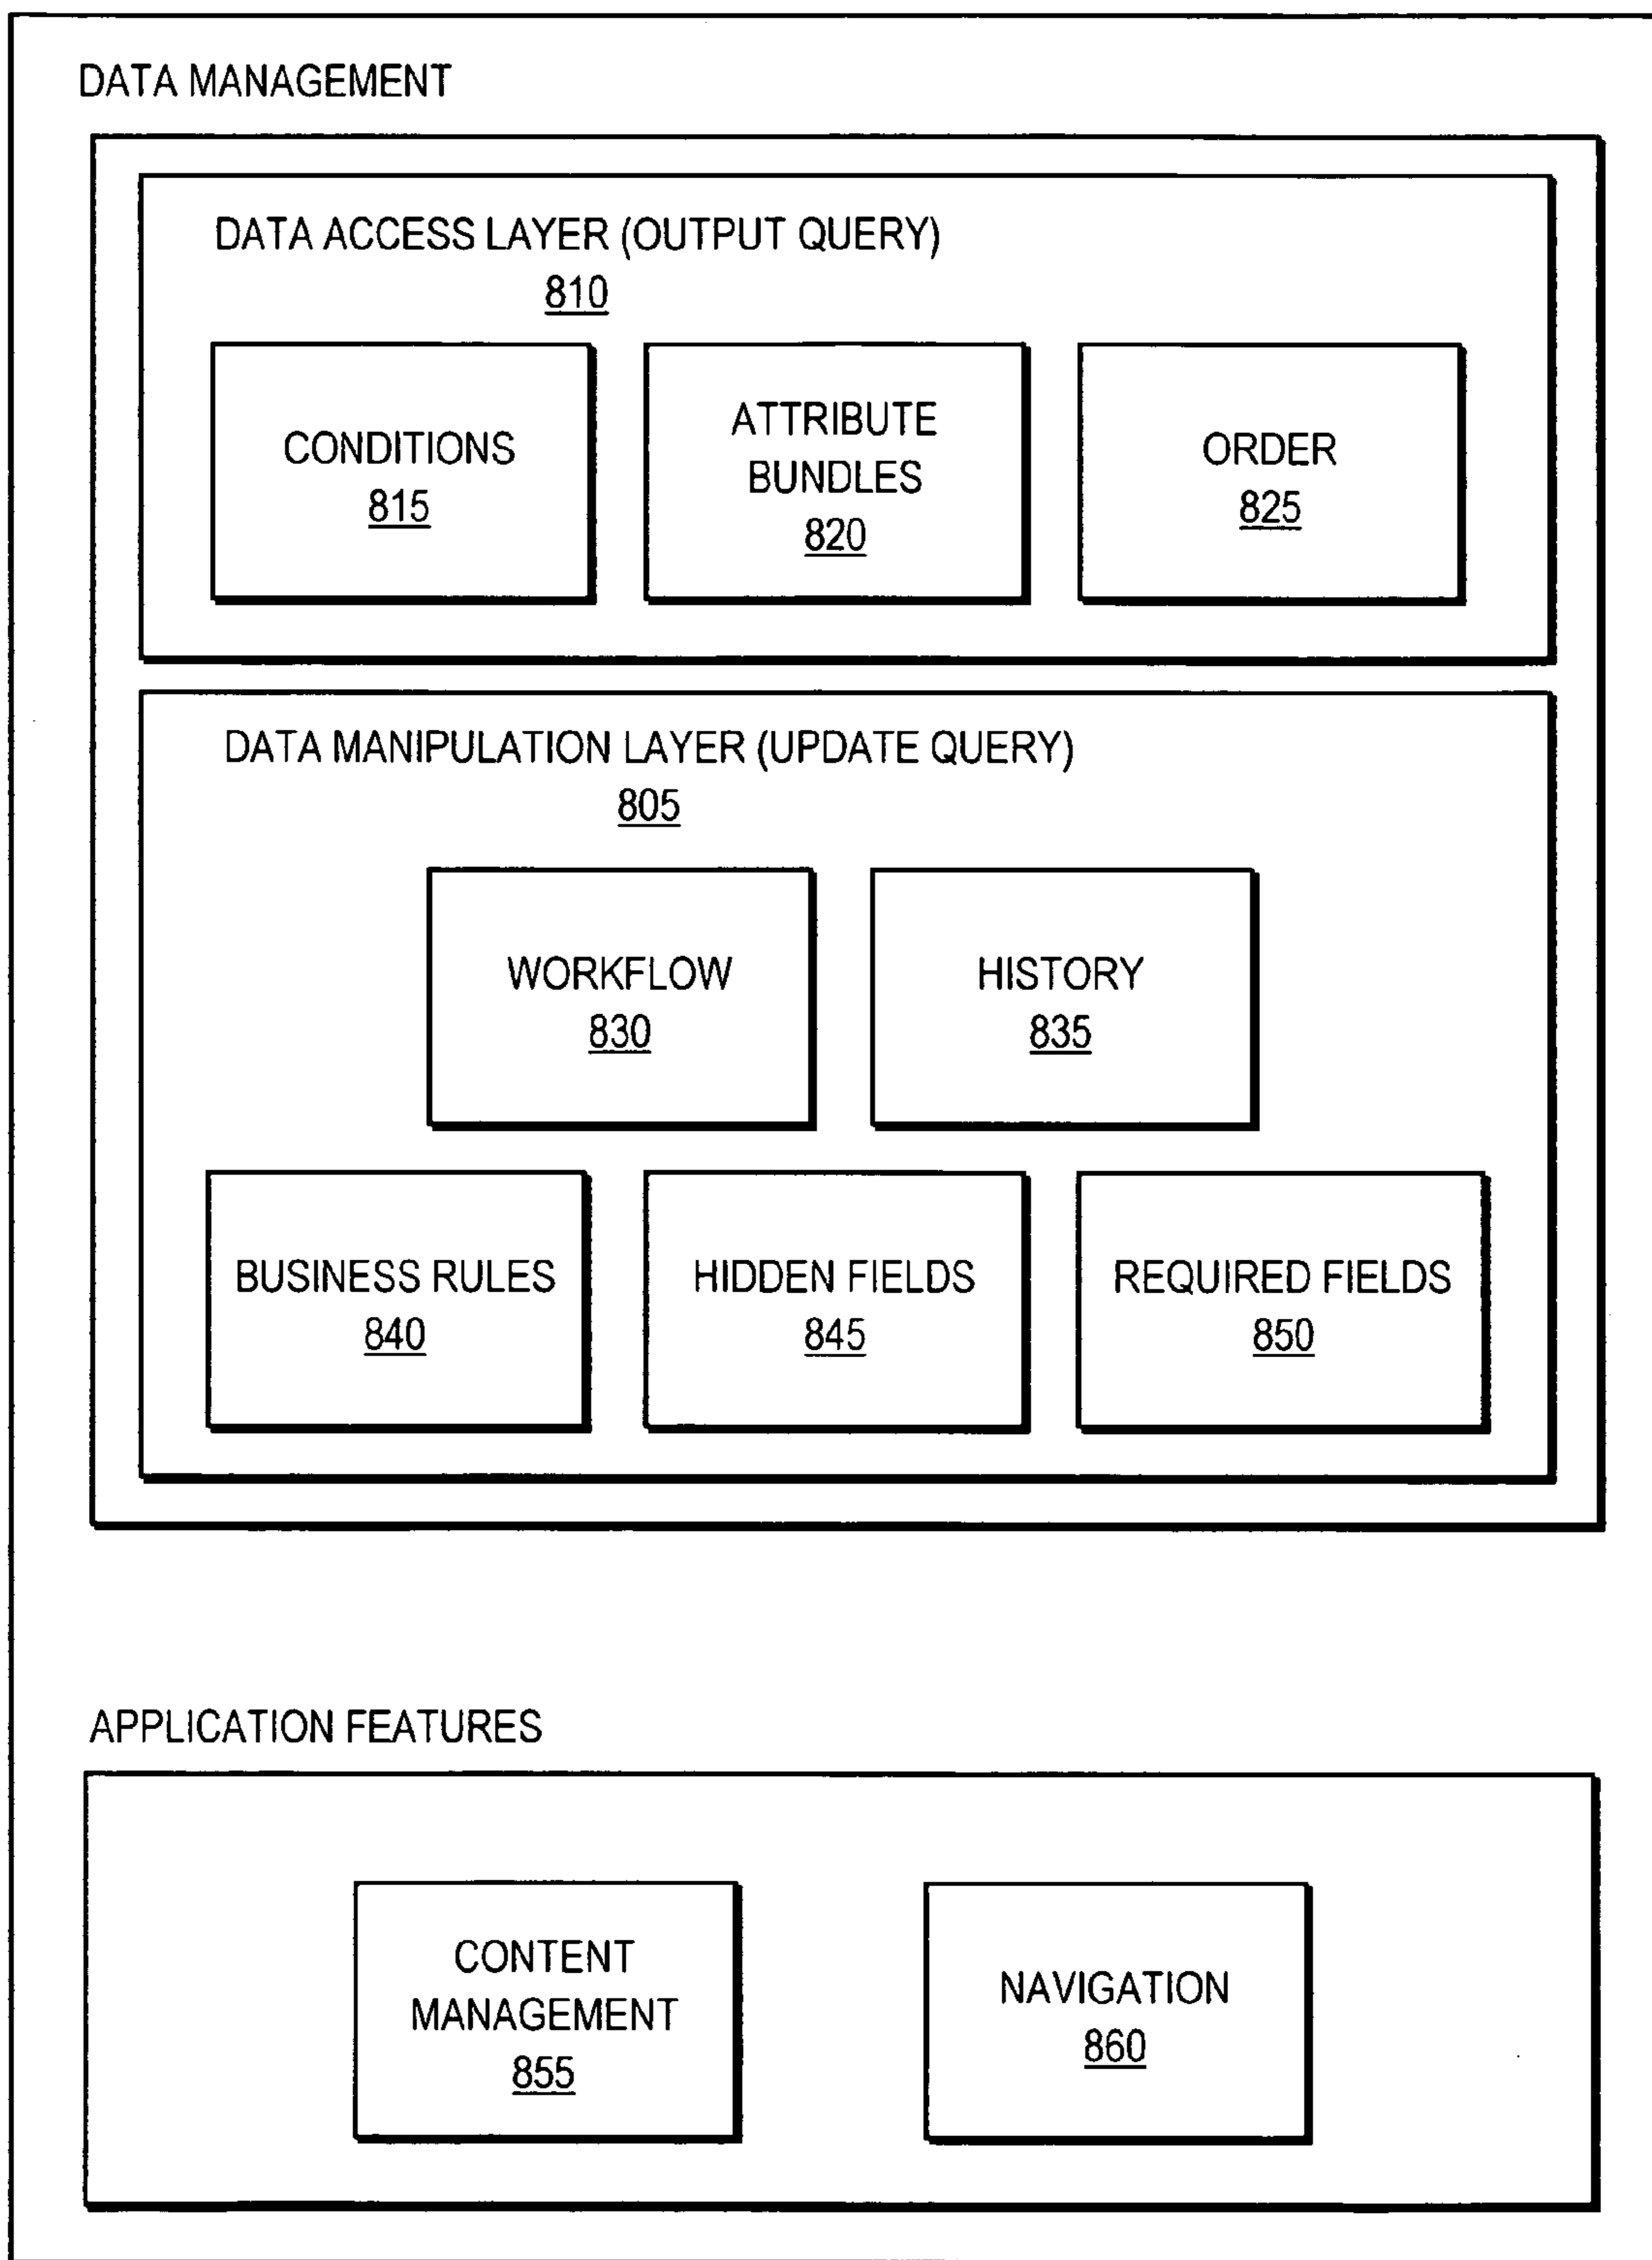 DATA MANAGEMENT
DATA ACCESS LAYER (OUTPUT QUERY)
810
CONDITIONS
815
ATTRIBUTE
BUNDLES
820
ORDER
825
DATA MANIPULATION LAYER (UPDATE QUERY)
805
WORKFLOW
830
HISTORY
835
BUSINESS RULES
840
HIDDEN FIELDS
845
REQUIRED FIELDS
850
APPLICATION FEATURES
CONTENT
MANAGEMENT
855
NAVIGATION
860